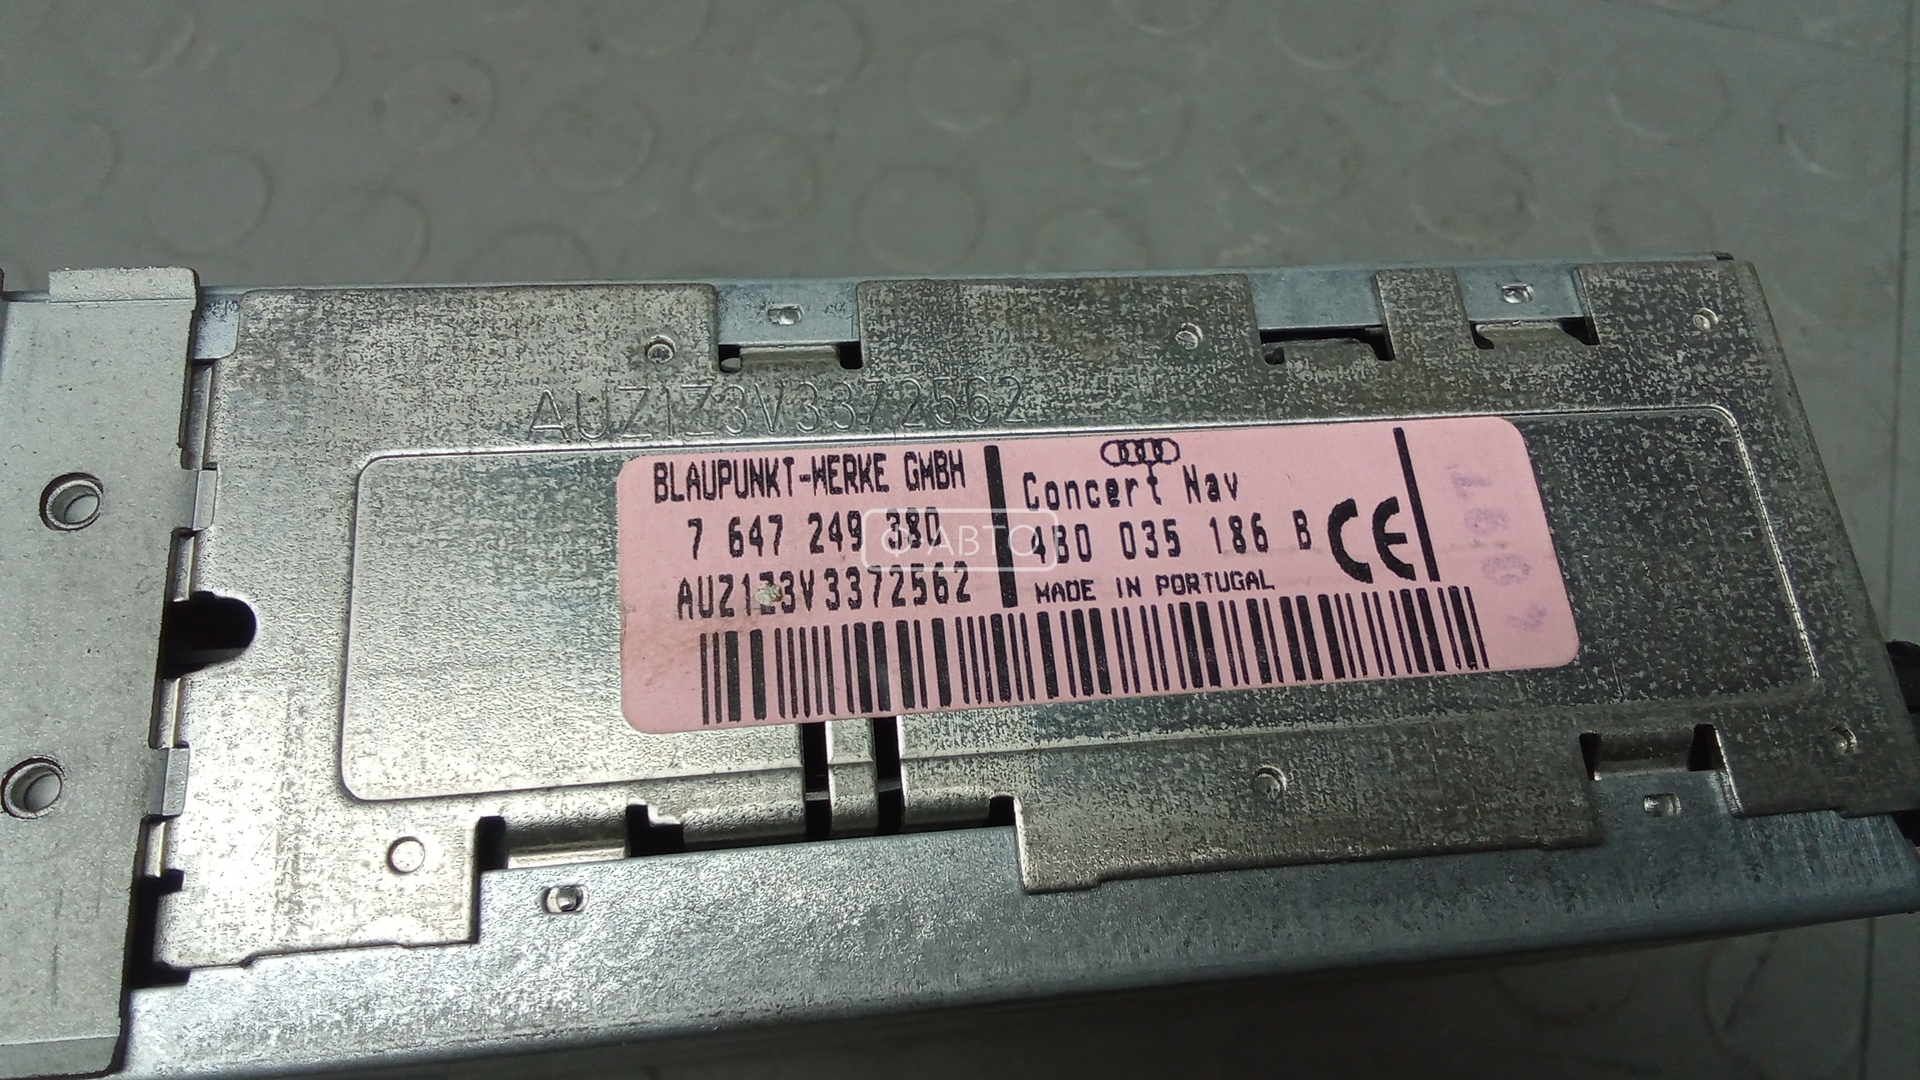 AUZ1Z3V3372562
BLAUPUNKT-WERKE GMBH
7 647 249 380
AUZ1Z3V3372562
Concert Nav
4B0 035 186 B
CE
MADE IN PORTUGAL
Ф АВТО